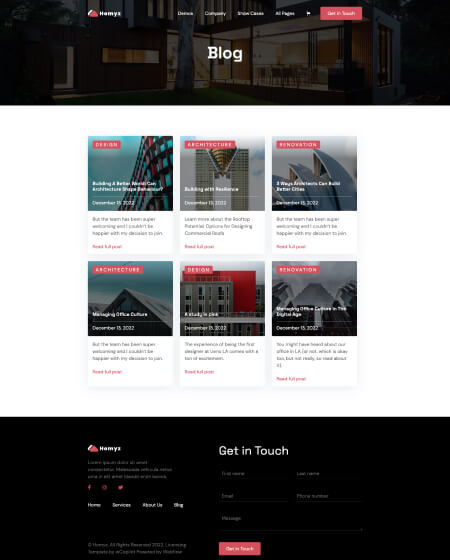 Homyz
Demos Company Show Cases All Pages Get in Touch
Blog
DESIGN
Building A Better World: Can
Architecture Shape Behaviour?
December 13, 2022
But the team has been super
welcoming and I couldn't be
happier with my decision to join.
Read full post
ARCHITECTURE
Building with Resilience
December 13, 2022
Learn more about the Rooftop
Potential: Options for Designing
Commercial Roofs
Read full post
RENOVATION
3 Ways Architects Can Build
Better Cities
December 13, 2022
But the team has been super
welcoming and I couldn't be
happier with my decision to join.
Read full post
ARCHITECTURE
Managing Office Culture
December 13, 2022
But the team has been super
welcoming and I couldn't be
happier with my decision to join.
Read full post
DESIGN
A study in pink
December 13, 2022
The experience of being the first
designer at Ueno LA comes with a
ton of excitement.
Read full post
RENOVATION
Managing Office Culture In The
Digital Age
December 13, 2022
You might have heard about our
office in LA (or not, which is okay
too, but not really, so read about
it).
Read full post
Homyz
Lorem ipsum dolor sit amet
consectetur. Malesuada vehicula cursus
urna in elit amet blandit enim lacinia.
Home Services About Us Blog
© Homyz. All Rights Reserved 2022. Licensing
Template by wCopilot Powered by Webflow
Get in Touch
First name Last name
Email Phone number
Message
Get in Touch